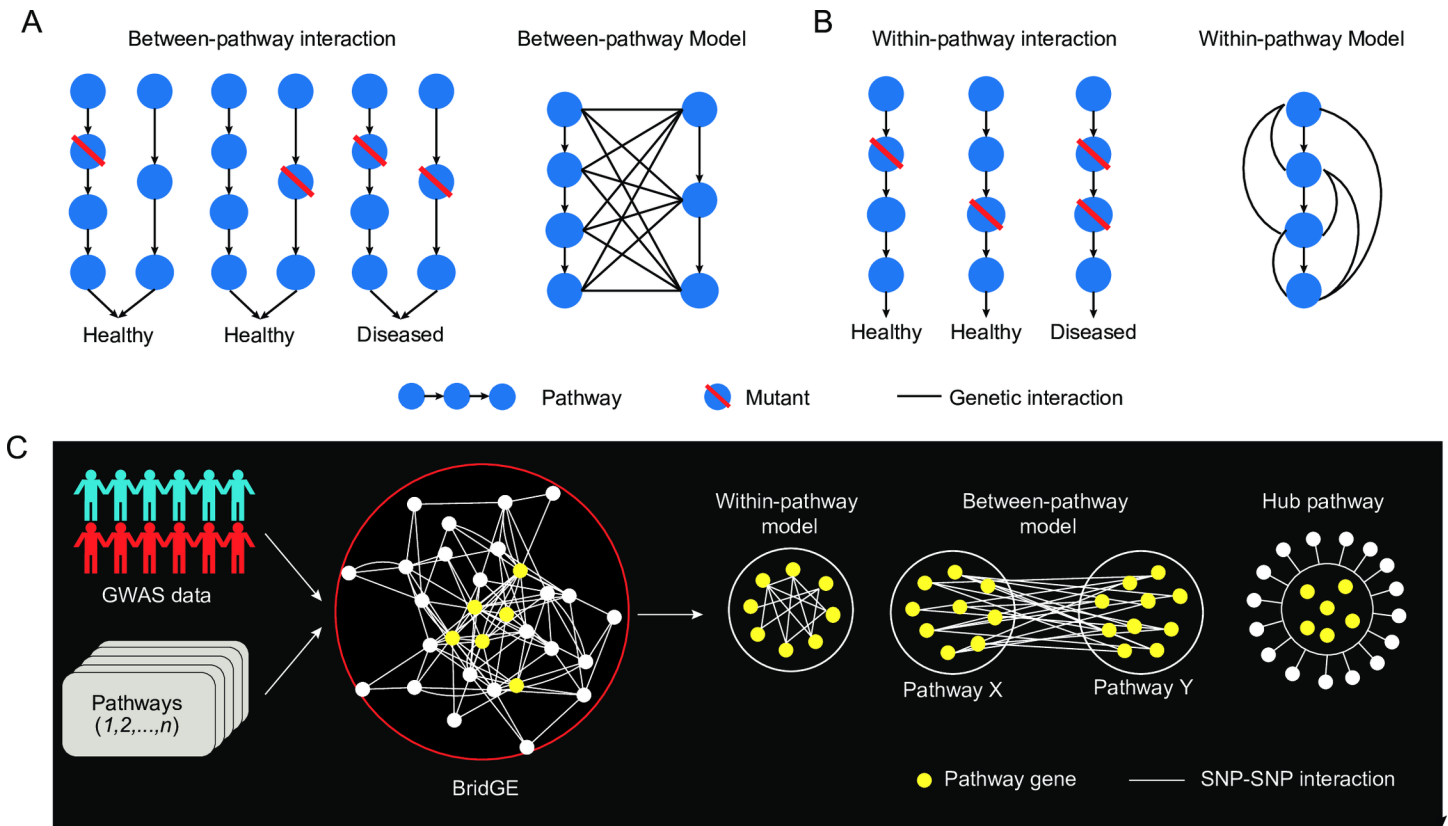 A
Between-pathway interaction
Between-pathway Model
Healthy
Healthy
Diseased
B
Within-pathway interaction
Within-pathway Model
Healthy
Healthy
Diseased
Pathway
Mutant
Genetic interaction
C
GWAS data
Pathways
(1,2,...,n)
BridGE
Within-pathway
model
Between-pathway
model
Hub pathway
Pathway X
Pathway Y
Pathway gene
SNP-SNP interaction